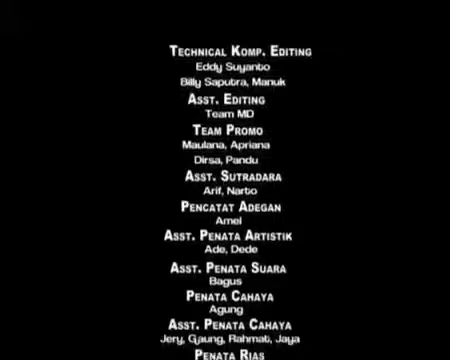 TECHNICAL KOMP. EDITING
Eddy Suyanto
Billy Saputra, Manuk
ASST. EDITING
Team MD
TEAM PROMO
Maulana, Apriana
Dirsa, Pandu
ASST. SUTRADARA
Arif, Narto
PENCATAT ADEGAN
Amel
ASST. PENATA ARTISTIK
Ade, Dede
ASST. PENATA SUARA
Bagus
PENATA CAHAYA
Agung
ASST. PENATA CAHAYA
Jery, Gaung, Rahmat, Jaya
PENATA RIAS